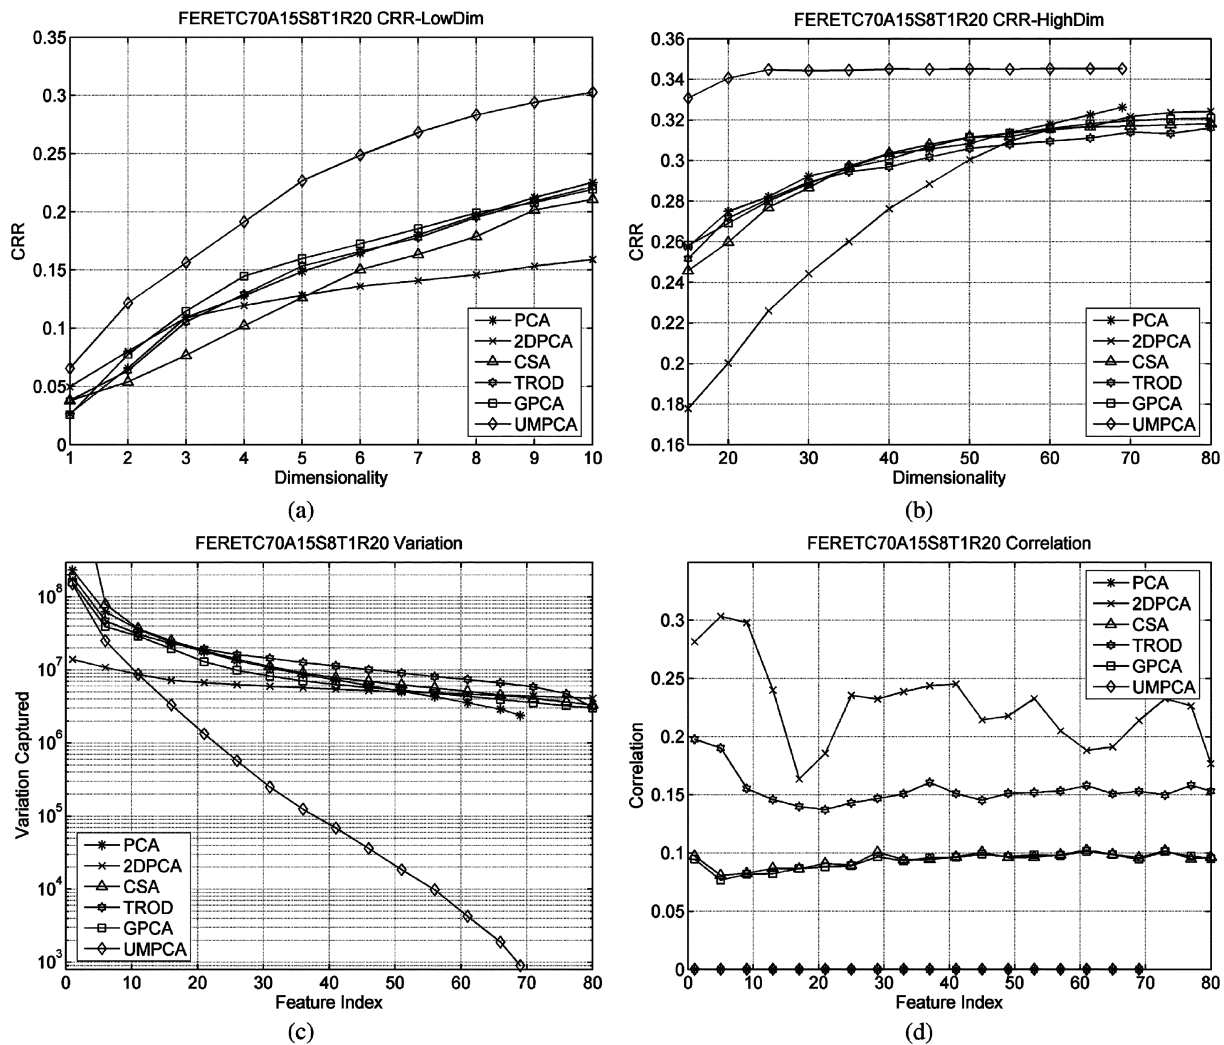 FERETC70A15S8T1R20 CRR-LowDim
0.35
0.3
0.25
0.2
0.15
0.1
0.05
0
CRR
1 2 3 4 5 6 7 8 9 10
Dimensionality
PCA
2DPCA
CSA
TROD
GPCA
UMPCA
(a)
FERETC70A15S8T1R20 CRR-HighDim
0.36
0.34
0.32
0.3
0.28
0.26
0.24
0.22
0.2
0.18
0.16
CRR
20 30 40 50 60 70 80
Dimensionality
PCA
2DPCA
CSA
TROD
GPCA
UMPCA
(b)
FERETC70A15S8T1R20 Variation
10^8
10^7
10^6
10^5
10^4
10^3
Variation Captured
0 10 20 30 40 50 60 70 80
Feature Index
PCA
2DPCA
CSA
TROD
GPCA
UMPCA
(c)
FERETC70A15S8T1R20 Correlation
0.3
0.25
0.2
0.15
0.1
0.05
0
Correlation
0 10 20 30 40 50 60 70 80
Feature Index
PCA
2DPCA
CSA
TROD
GPCA
UMPCA
(d)